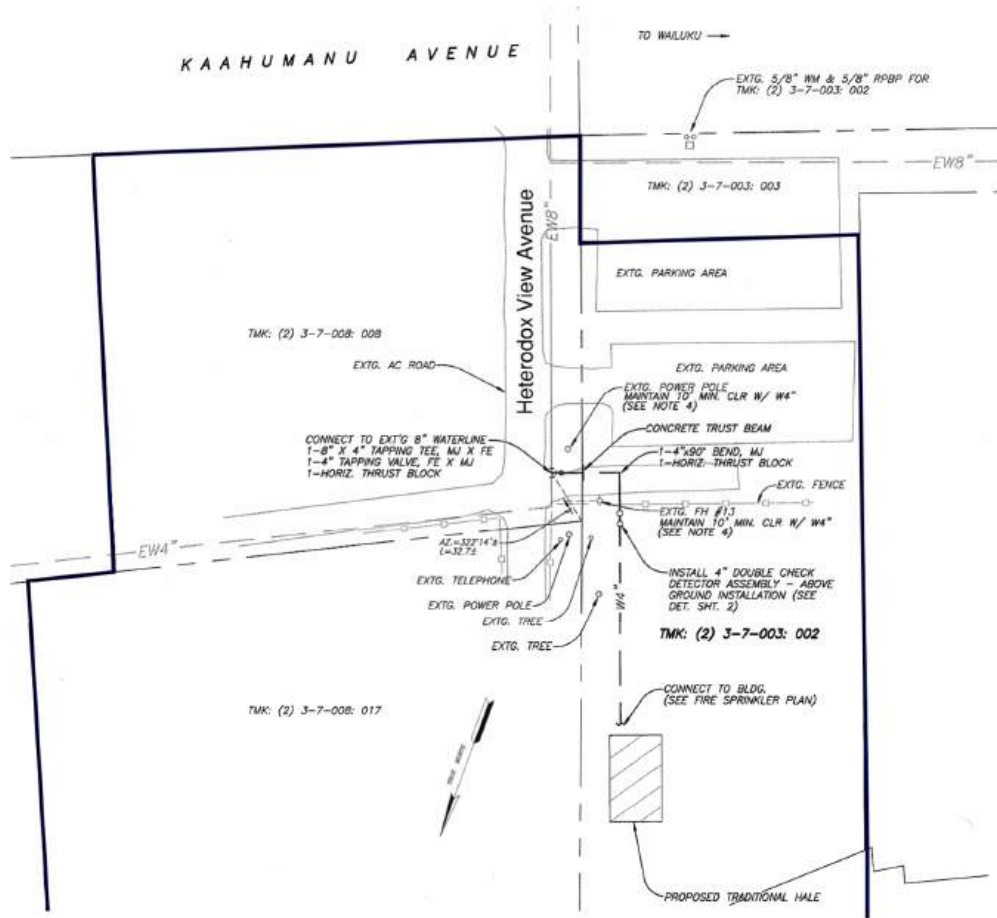 KAAHUMANU AVENUE
TO WAILUKU
EXTG. 5/8" WM & 5/8" RPBP FOR
TMK: (2) 3-7-003: 002
EW8"
TMK: (2) 3-7-003: 003
EW8"
Heterodox View Avenue
EXTG. PARKING AREA
TMK: (2) 3-7-008: 008
EXTG. AC ROAD
EXTG. PARKING AREA
EXTG. POWER POLE
MAINTAIN 10' MIN. CLR W/ W4"
(SEE NOTE 4)
CONCRETE TRUST BEAM
CONNECT TO EXT'G 8" WATERLINE
1-8" X 4" TAPPING TEE, MJ X FE
1-4" TAPPING VALVE, FE X MJ
1-HORIZ. THRUST BLOCK
1-4"x90° BEND, MJ
1-HORIZ. THRUST BLOCK
EXTG. FENCE
EXTG. FH #13
MAINTAIN 10' MIN. CLR W/ W4"
(SEE NOTE 4)
EW4"
AZ.=322°14'±
L=32.7±
EXTG. TELEPHONE
EXTG. POWER POLE
EXTG. TREE
EXTG. TREE
W4"
INSTALL 4" DOUBLE CHECK
DETECTOR ASSEMBLY - ABOVE
GROUND INSTALLATION (SEE
DET. SHT. 2)
TMK: (2) 3-7-003: 002
CONNECT TO BLDG.
(SEE FIRE SPRINKLER PLAN)
TMK: (2) 3-7-008: 017
TRUE NORTH
PROPOSED TRADITIONAL HALE